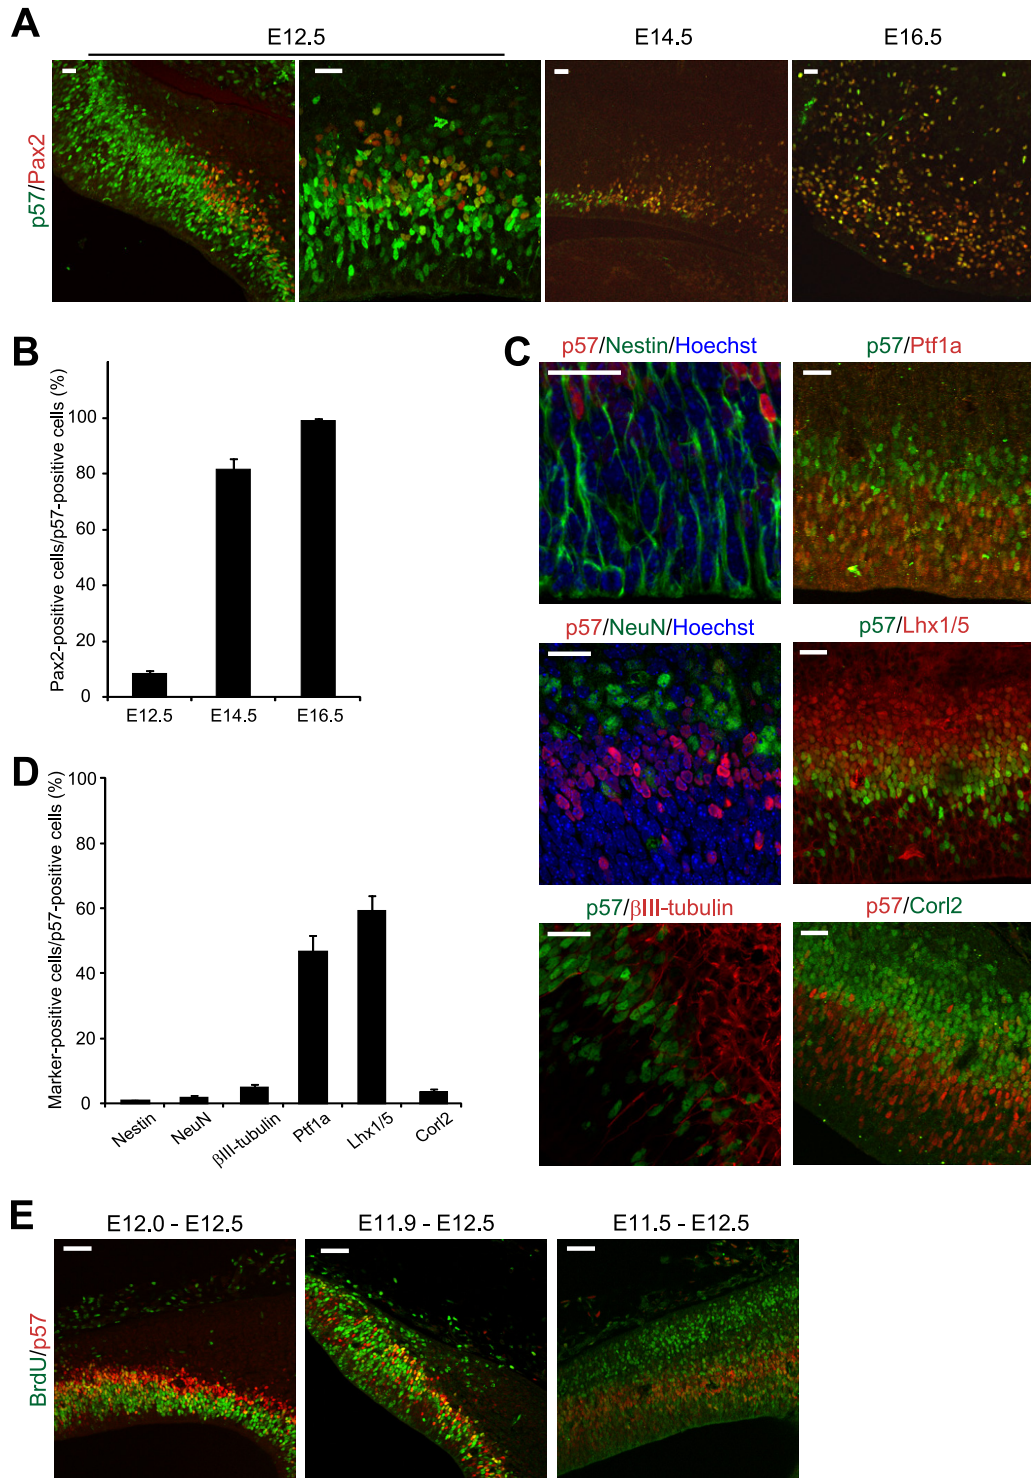 A
E12.5
E14.5
E16.5
p57/Pax2
B
Pax2-positive cells/p57-positive cells (%)
100
80
60
40
20
0
E12.5
E14.5
E16.5
C
p57/Nestin/Hoechst
p57/Ptf1a
p57/NeuN/Hoechst
p57/Lhx1/5
p57/βIII-tubulin
p57/Corl2
D
Marker-positive cells/p57-positive cells (%)
100
80
60
40
20
0
Nestin
NeuN
βIII-tubulin
Ptf1a
Lhx1/5
Corl2
E
E12.0 - E12.5
E11.9 - E12.5
E11.5 - E12.5
BrdU/p57